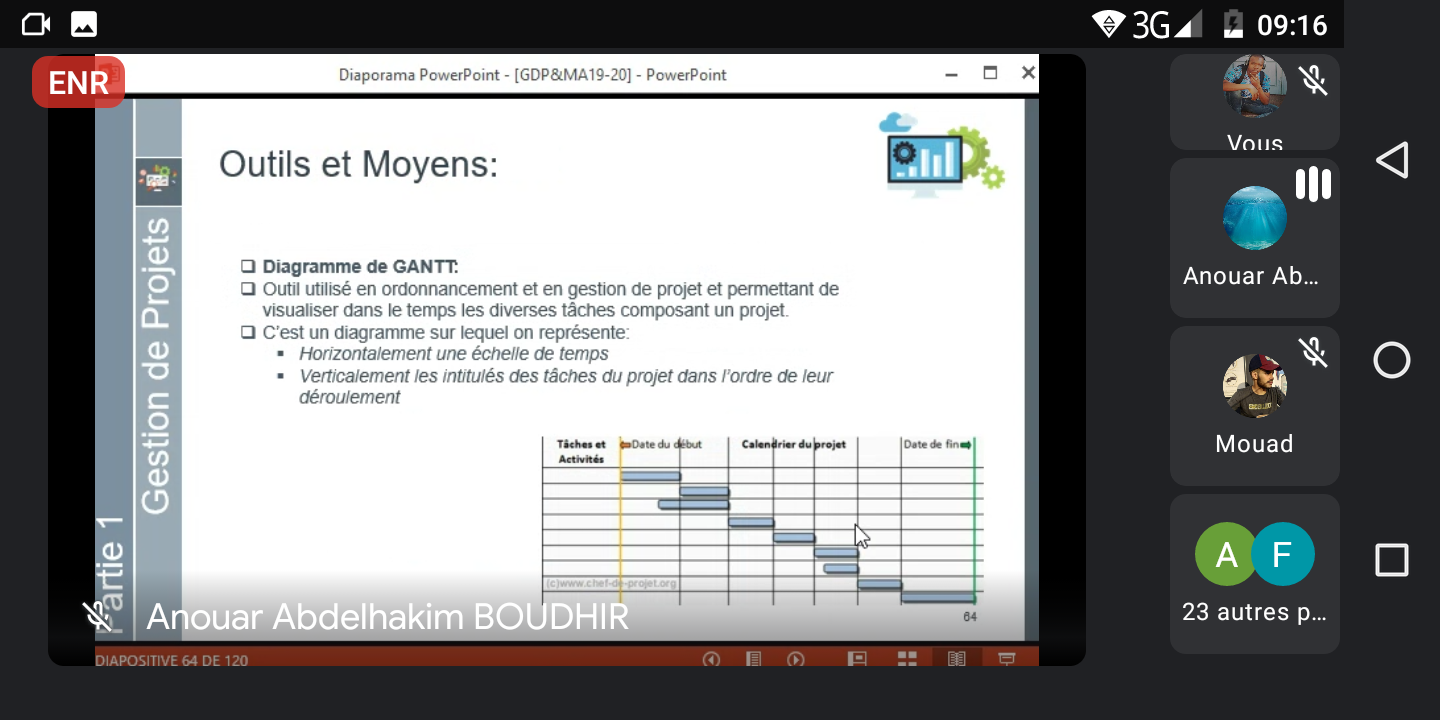 3G 09:16
ENR
Diaporama PowerPoint - [GDP&MA19-20] - PowerPoint
Partie 1
Gestion de Projets
Outils et Moyens:
❑ Diagramme de GANTT:
❑ Outil utilisé en ordonnancement et en gestion de projet et permettant de
visualiser dans le temps les diverses tâches composant un projet.
❑ C'est un diagramme sur lequel on représente:
▪ Horizontalement une échelle de temps
▪ Verticalement les intitulés des tâches du projet dans l'ordre de leur
déroulement
Tâches et
Activités
Date du début
Calendrier du projet
Date de fin
(c)www.chef-de-projet.org
64
Anouar Abdelhakim BOUDHIR
DIAPOSITIVE 64 DE 120
Vous
Anouar Ab...
Mouad
A F
23 autres p...